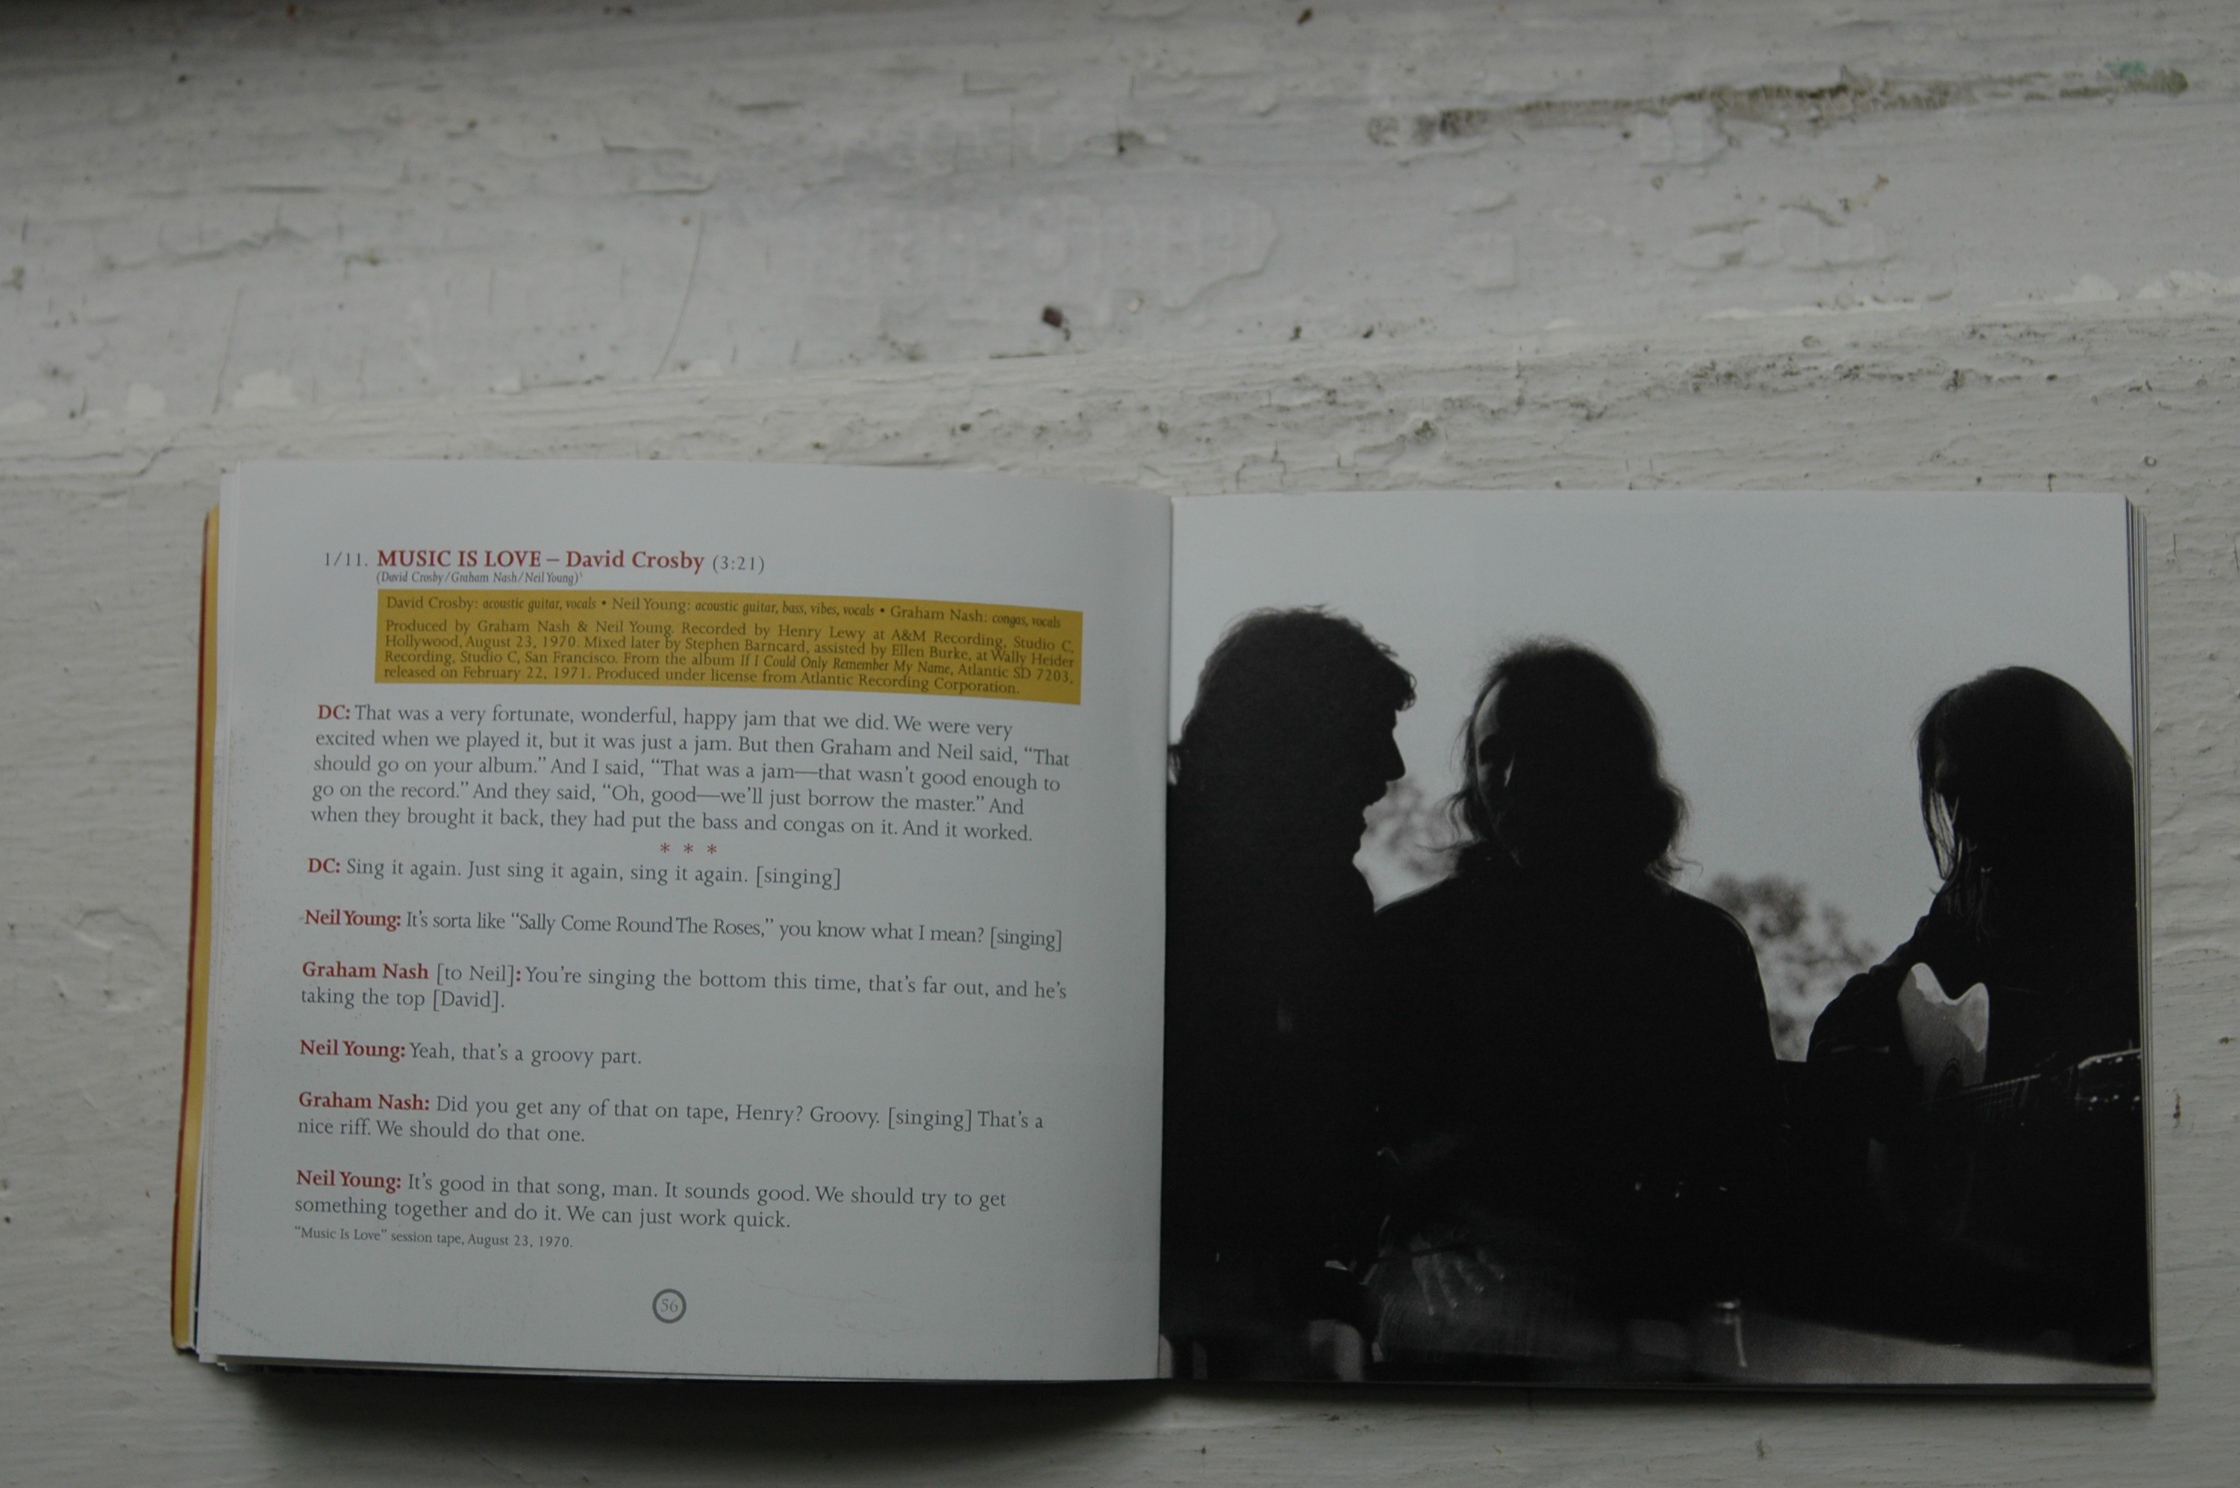 1/11. MUSIC IS LOVE – David Crosby (3:21)
(David Crosby/Graham Nash/Neil Young)
David Crosby: acoustic guitar, vocals • Neil Young: acoustic guitar, bass, vibes, vocals • Graham Nash: congas, vocals
Produced by Graham Nash & Neil Young. Recorded by Henry Lewy at A&M Recording, Studio C,
Hollywood, August 23, 1970. Mixed later by Stephen Barncard, assisted by Ellen Burke, at Wally Heider
Recording, Studio C, San Francisco. From the album If I Could Only Remember My Name, Atlantic SD 7203,
released on February 22, 1971. Produced under license from Atlantic Recording Corporation.
DC: That was a very fortunate, wonderful, happy jam that we did. We were very
excited when we played it, but it was just a jam. But then Graham and Neil said, “That
should go on your album.” And I said, “That was a jam—that wasn’t good enough to
go on the record.” And they said, “Oh, good—we’ll just borrow the master.” And
when they brought it back, they had put the bass and congas on it. And it worked.
* * *
DC: Sing it again. Just sing it again, sing it again. [singing]
Neil Young: It’s sorta like “Sally Come Round The Roses,” you know what I mean? [singing]
Graham Nash [to Neil]: You’re singing the bottom this time, that’s far out, and he’s
taking the top [David].
Neil Young: Yeah, that’s a groovy part.
Graham Nash: Did you get any of that on tape, Henry? Groovy. [singing] That’s a
nice riff. We should do that one.
Neil Young: It’s good in that song, man. It sounds good. We should try to get
something together and do it. We can just work quick.
“Music Is Love” session tape, August 23, 1970.
56